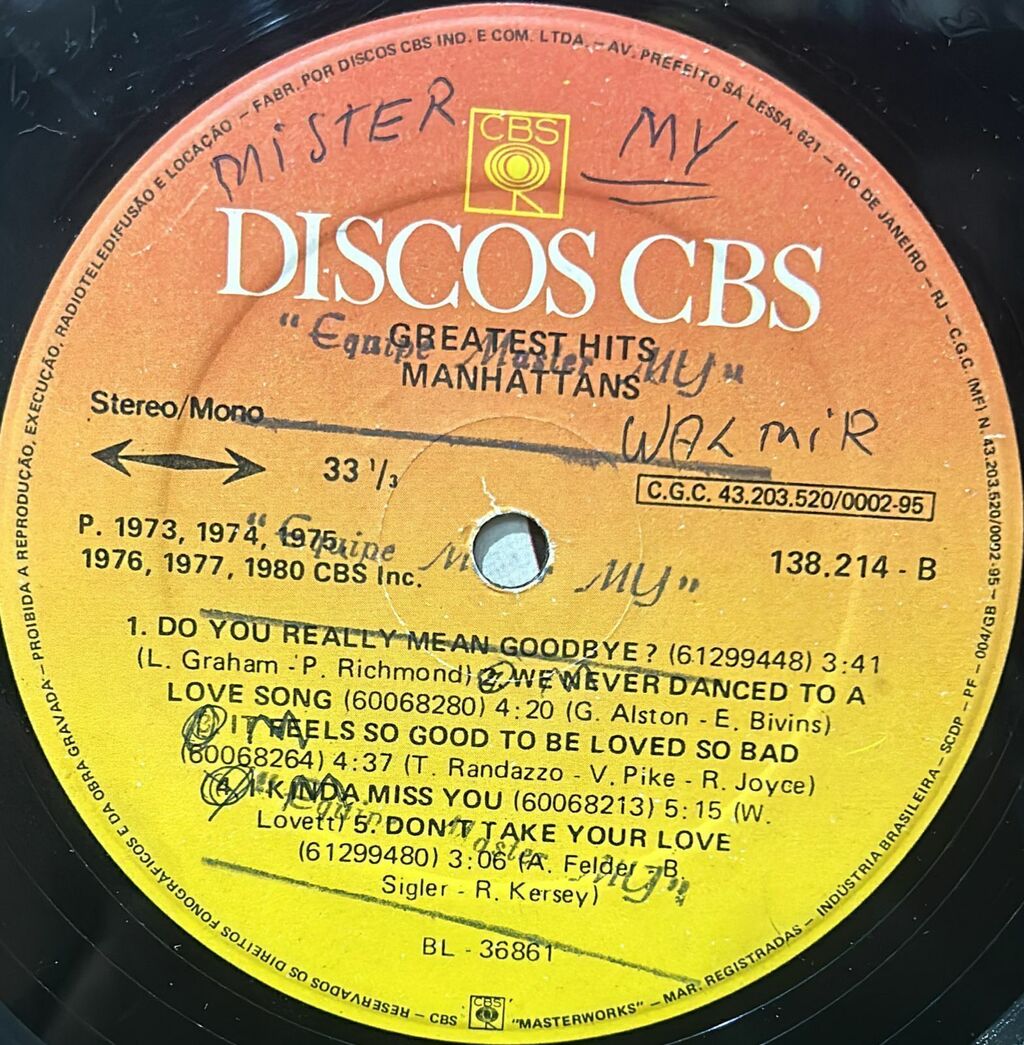 FABR. POR DISCOS CBS IND. E COM. LTDA. – AV. PREFEITO SÁ LESSA, 621 – RIO DE JANEIRO – RJ – C.G.C. (MF) N. 43.203.520/0002-95 – 004/GB – SCDP – PF – INDÚSTRIA BRASILEIRA –
MISTER MY
CBS
DISCOS CBS
GREATEST HITS
"Equipe Master MY"
MANHATTANS
Stereo/Mono
WALMIR
33 1/3
C.G.C. 43.203.520/0002-95
P. 1973, 1974, 1975,
"Equipe MY"
1976, 1977, 1980 CBS Inc.
138.214 - B
1. DO YOU REALLY MEAN GOODBYE? (61299448) 3:41
(L. Graham - P. Richmond) 2. WE NEVER DANCED TO A
LOVE SONG (60068280) 4:20 (G. Alston - E. Bivins)
IT FEELS SO GOOD TO BE LOVED SO BAD
(60068264) 4:37 (T. Randazzo - V. Pike - R. Joyce)
4. I KINDA MISS YOU (60068213) 5:15 (W.
Lovett) 5. DON'T TAKE YOUR LOVE
"Equipe Master MY"
(61299480) 3:06 (A. Felder - B.
Sigler - R. Kersey)
BL - 36861
CBS
RESERVADOS OS DIREITOS FONOGRÁFICOS E DA OBRA GRAVADA – PROIBIDA A REPRODUÇÃO, EXECUÇÃO, RADIOTELEDIFUSÃO E LOCAÇÃO –
– CBS "MASTERWORKS" – MAR. REGISTRADAS –